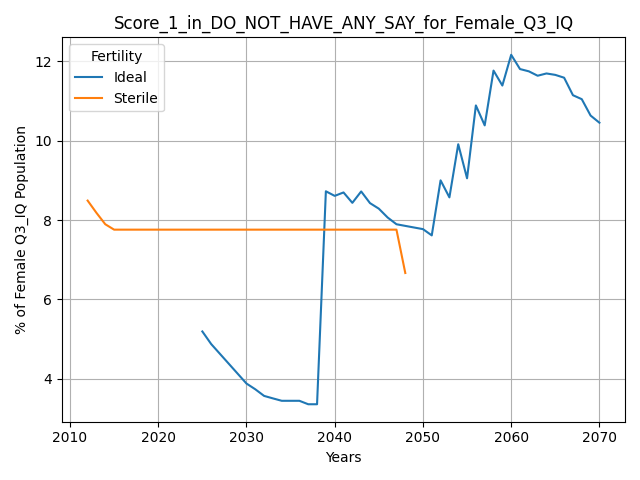 Score_1_in_DO_NOT_HAVE_ANY_SAY_for_Female_Q3_IQ
Fertility
Ideal
Sterile
% of Female Q3_IQ Population
12
10
8
6
4
2010 2020 2030 2040 2050 2060 2070
Years